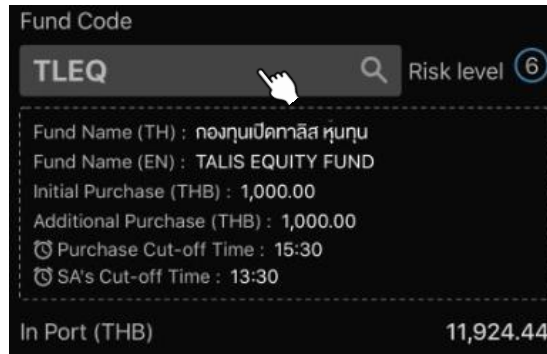 Fund Code
TLEQ
Risk level 6
Fund Name (TH) : กองทุนเปิดทาลิส หุ้นทุน
Fund Name (EN) : TALIS EQUITY FUND
Initial Purchase (THB) : 1,000.00
Additional Purchase (THB) : 1,000.00
Purchase Cut-off Time : 15:30
SA's Cut-off Time : 13:30
In Port (THB) 11,924.44